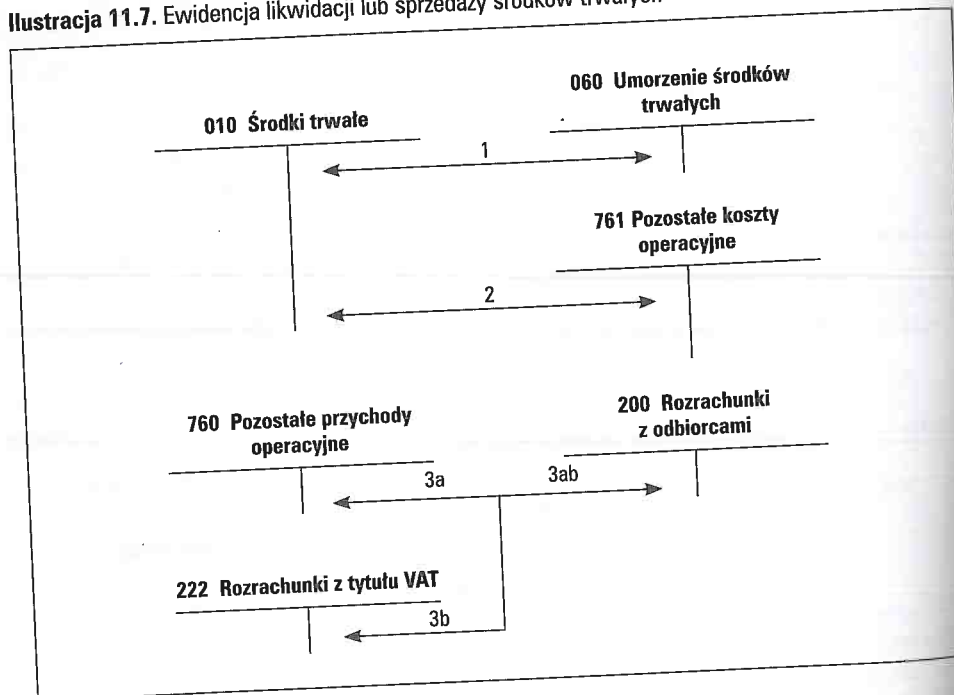 Ilustracja 11.7. Ewidencja likwidacji lub sprzedaży środków trwałych
060 Umorzenie środków
trwałych
010 Środki trwałe
1
761 Pozostałe koszty
operacyjne
2
760 Pozostałe przychody
operacyjne
200 Rozrachunki
z odbiorcami
3a
3ab
222 Rozrachunki z tytułu VAT
3b